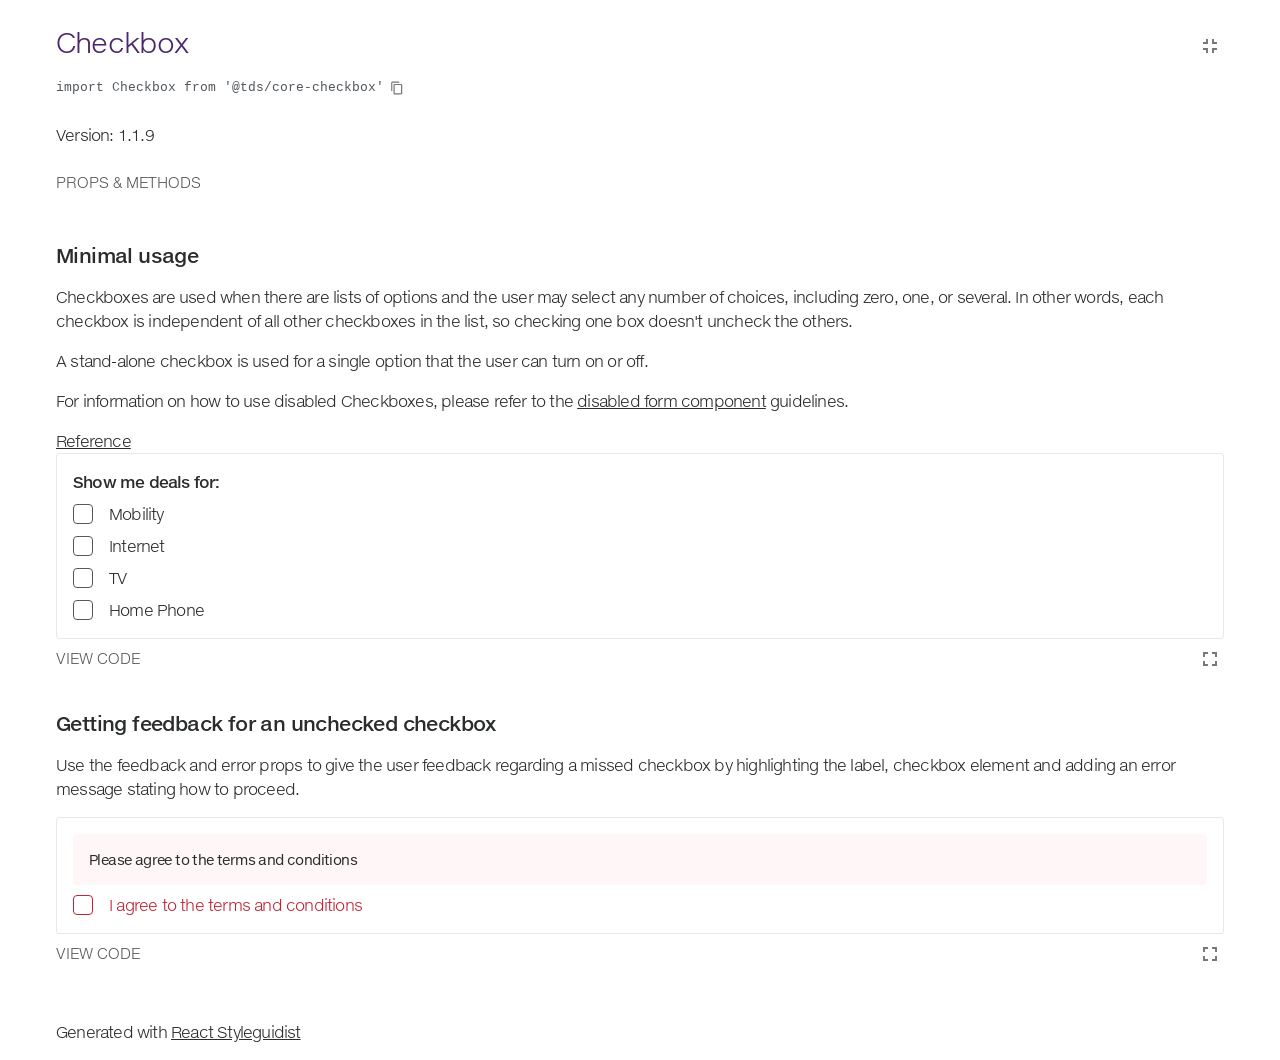 Checkbox
import Checkbox from '@tds/core-checkbox'
Version: 1.1.9
PROPS & METHODS
Minimal usage
Checkboxes are used when there are lists of options and the user may select any number of choices, including zero, one, or several. In other words, each
checkbox is independent of all other checkboxes in the list, so checking one box doesn't uncheck the others.
A stand-alone checkbox is used for a single option that the user can turn on or off.
For information on how to use disabled Checkboxes, please refer to the disabled form component guidelines.
Reference
Show me deals for:
Mobility
Internet
TV
Home Phone
VIEW CODE
Getting feedback for an unchecked checkbox
Use the feedback and error props to give the user feedback regarding a missed checkbox by highlighting the label, checkbox element and adding an error
message stating how to proceed.
Please agree to the terms and conditions
I agree to the terms and conditions
VIEW CODE
Generated with React Styleguidist